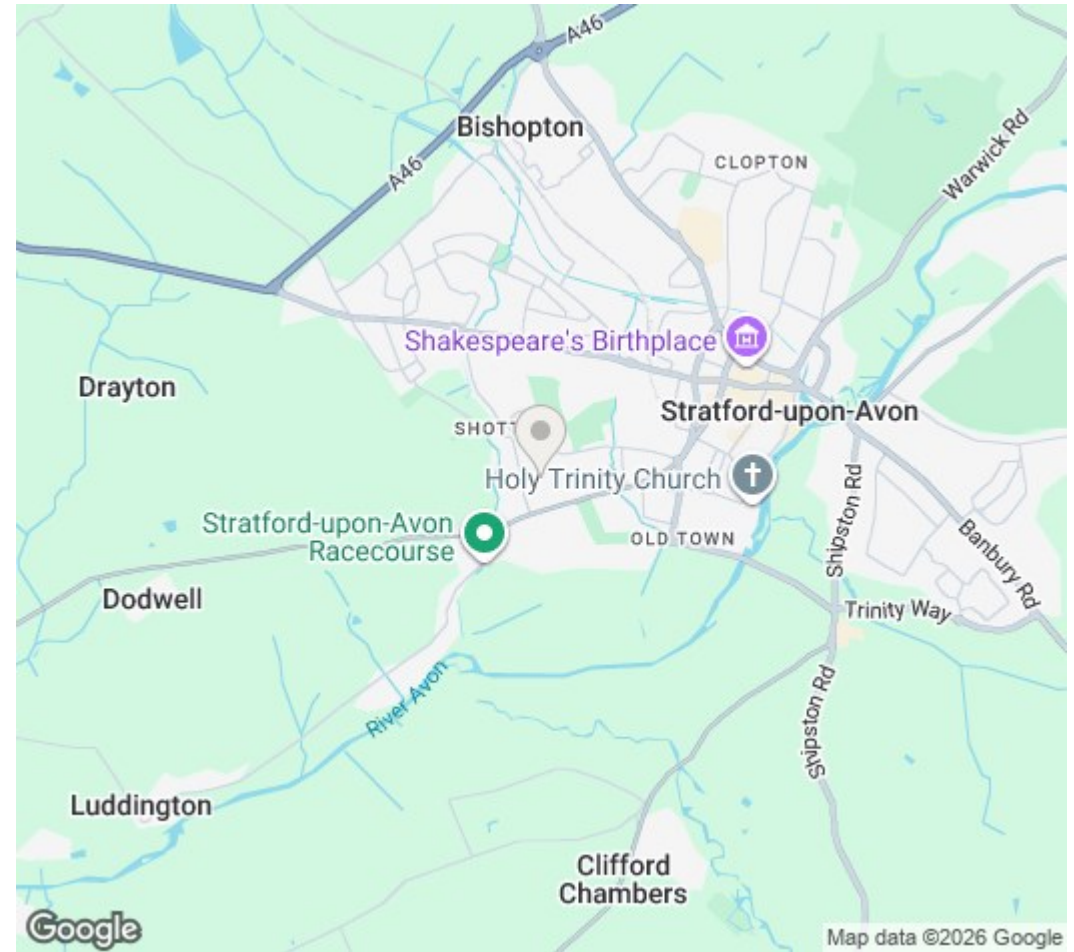 A46
Bishopton
CLOPTON
A46
Warwick Rd
Shakespeare's Birthplace
Drayton
Stratford-upon-Avon
SHOTT
Holy Trinity Church
Stratford-upon-Avon
Racecourse
OLD TOWN
Shipston Rd
Banbury Rd
Dodwell
Trinity Way
River Avon
Shipston Rd
Luddington
Clifford
Chambers
Google
Map data ©2026 Google